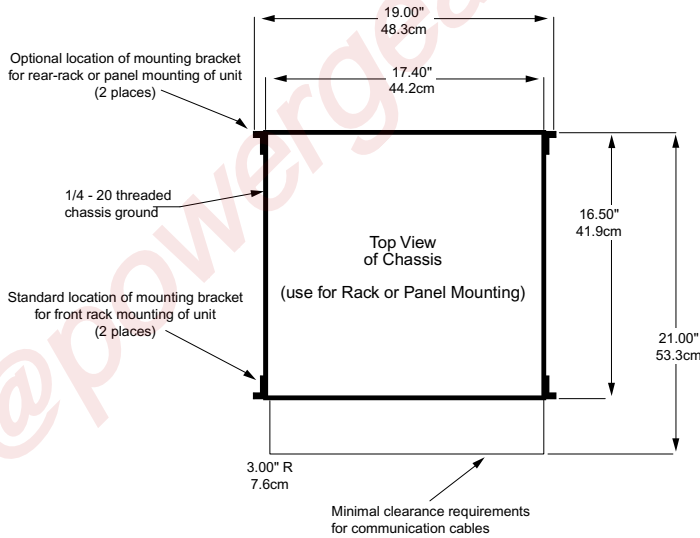 19.00"
48.3cm
Optional location of mounting bracket
for rear-rack or panel mounting of unit
(2 places)
17.40"
44.2cm
1/4 - 20 threaded
chassis ground
16.50"
41.9cm
Top View
of Chassis
(use for Rack or Panel Mounting)
Standard location of mounting bracket
for front rack mounting of unit
(2 places)
21.00"
53.3cm
3.00" R
7.6cm
Minimal clearance requirements
for communication cables
@powergea